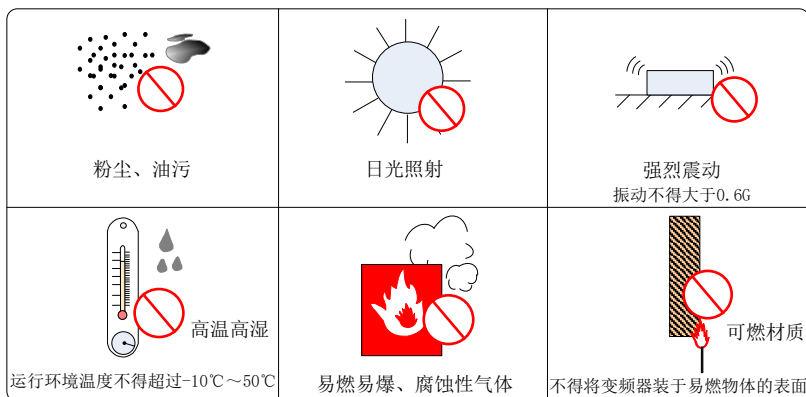 粉尘、油污
日光照射
强烈震动
振动不得大于0.6G
高温高湿
运行环境温度不得超过-10℃～50℃
易燃易爆、腐蚀性气体
可燃材质
不得将变频器装于易燃物体的表面